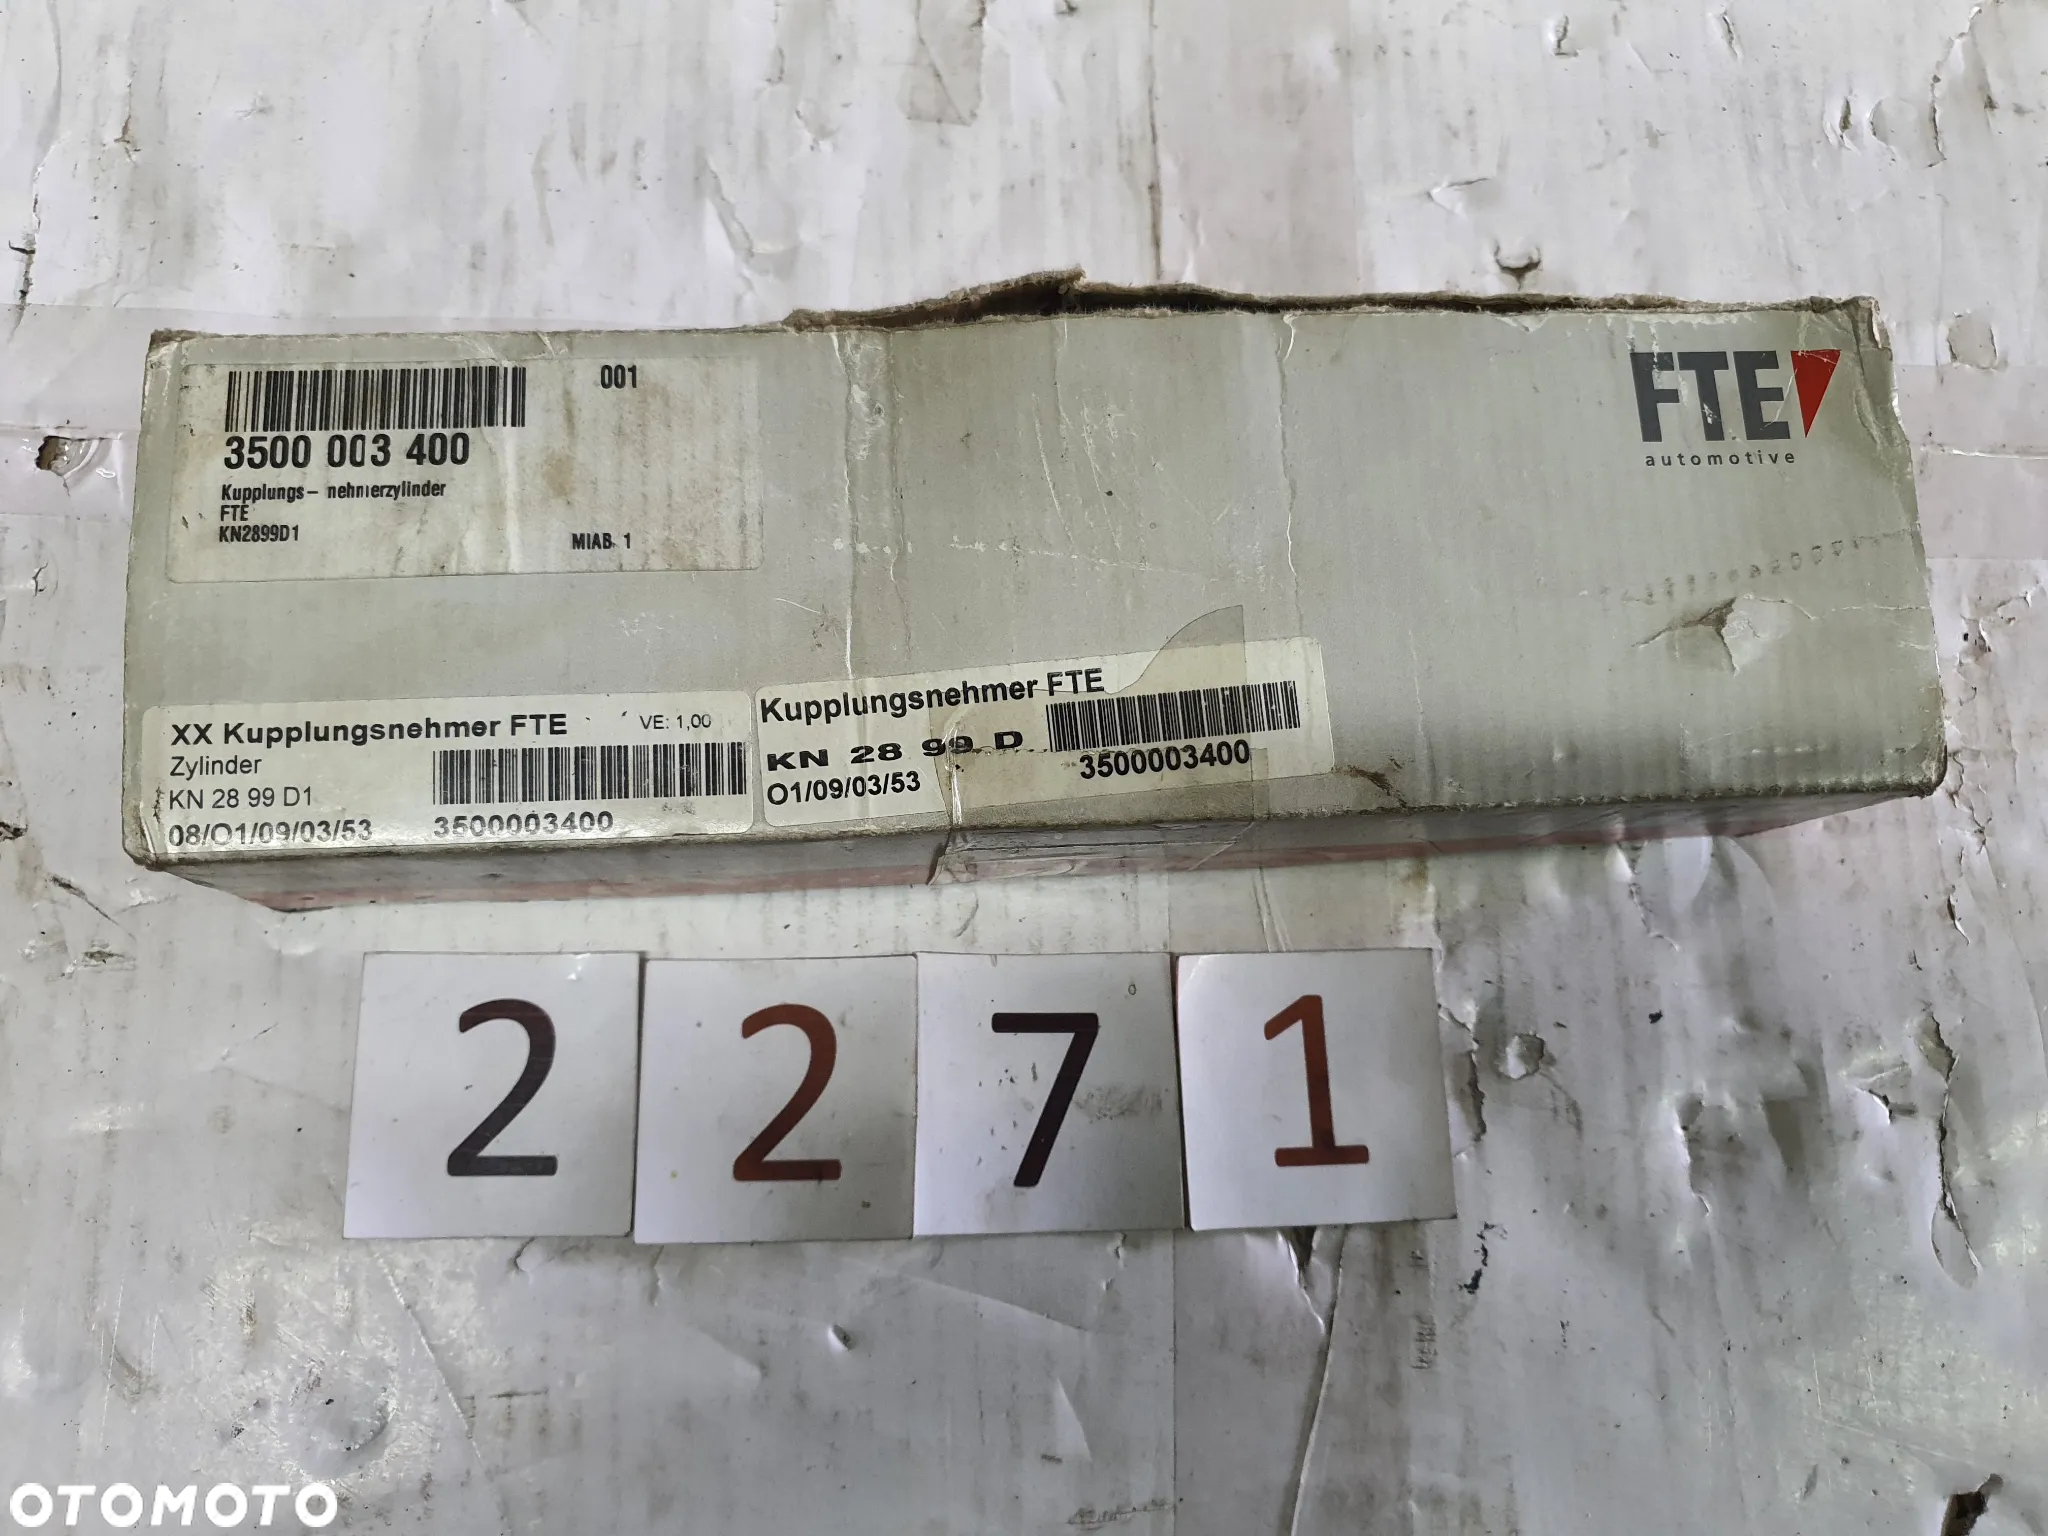 001
3500 003 400
Kupplungs- nehmerzylinder
FTE
KN2899D1
MIAB. 1
FTE
automotive
XX Kupplungsnehmer FTE VE: 1,00
Zylinder
KN 28 99 D1
08/O1/09/03/53 3500003400
Kupplungsnehmer FTE
KN 28 99 D
O1/09/03/53 3500003400
2 2 7 1
OTOMOTO